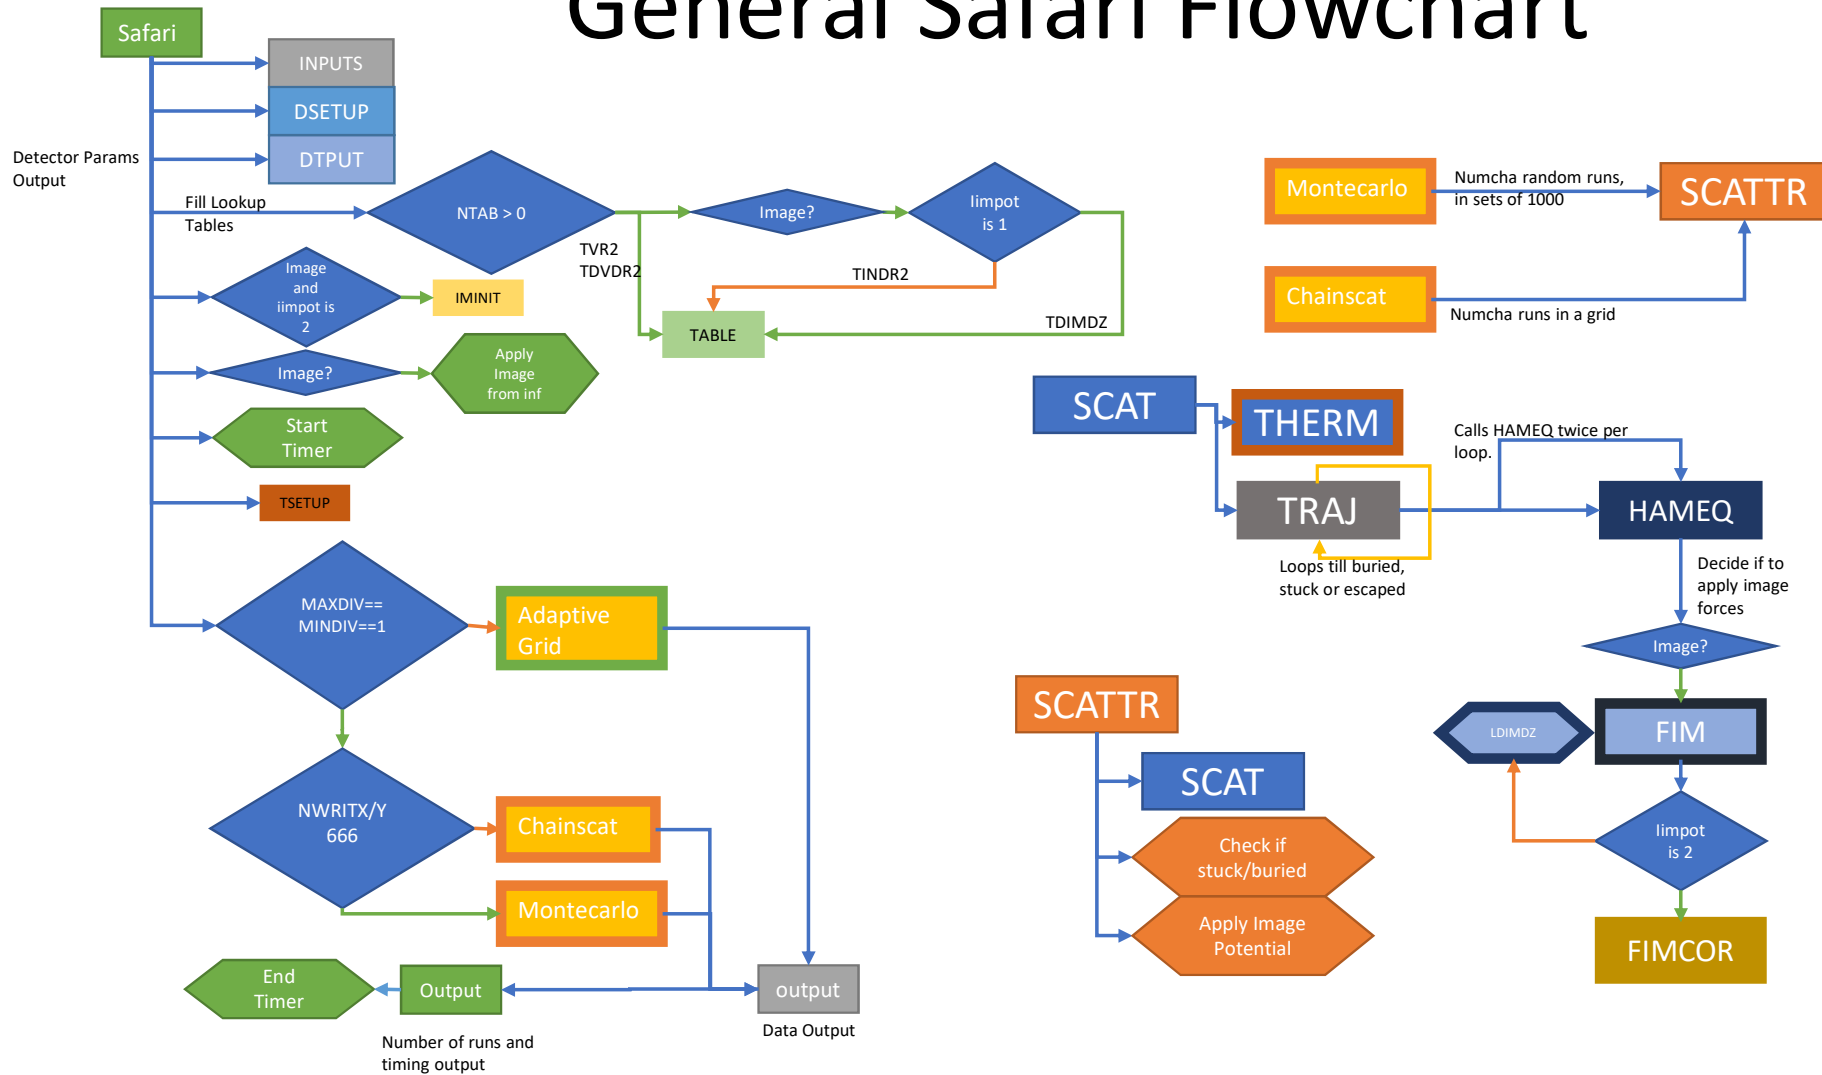 General Safari Flowchart
Safari
INPUTS
DSETUP
DTPUT
Detector Params
Output
Fill Lookup
Tables
NTAB > 0
TVR2
TDVDR2
Image?
Iimpot
is 1
TINDR2
TDIMDZ
TABLE
Image
and
iimpot is
2
IMINIT
Image?
Apply
Image
from inf
Start
Timer
TSETUP
MAXDIV==
MINDIV==1
Adaptive
Grid
NWRITX/Y
666
Chainscat
Montecarlo
End
Timer
Output
Number of runs and
timing output
output
Data Output
Montecarlo
Numcha random runs,
in sets of 1000
SCATTR
Chainscat
Numcha runs in a grid
SCAT
THERM
TRAJ
Loops till buried,
stuck or escaped
Calls HAMEQ twice per
loop.
HAMEQ
Decide if to
apply image
forces
Image?
FIM
LDIMDZ
Iimpot
is 2
FIMCOR
SCATTR
SCAT
Check if
stuck/buried
Apply Image
Potential